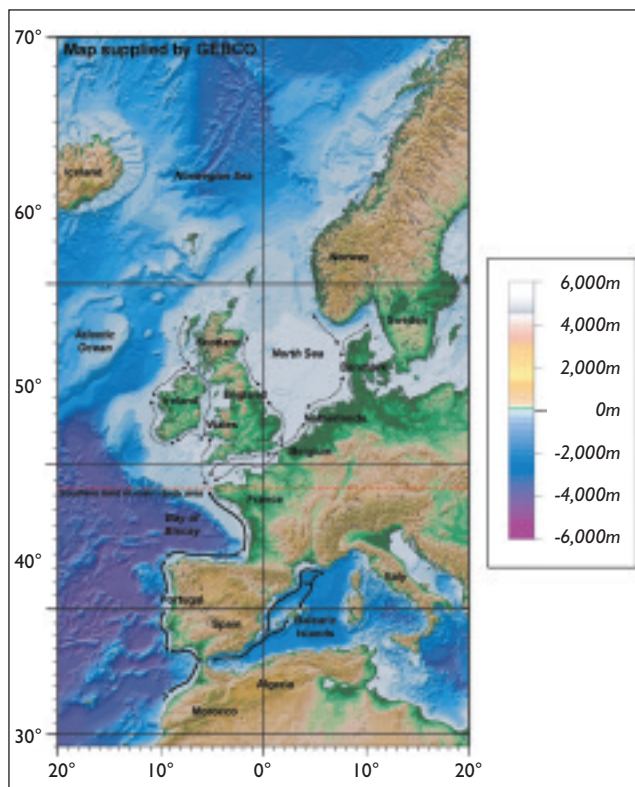 70°
Map supplied by GEBCO
Iceland
Norwegian Sea
60°
Norway
Sweden
Atlantic
Ocean
Scotland
North Sea
Denmark
50°
Ireland
England
Wales
Netherlands
Belgium
France
Bay of
Biscay
40°
Italy
Portugal
Spain
Balearic
Islands
Algeria
Morocco
30°
20°
10°
0°
10°
20°
6,000m
4,000m
2,000m
0m
-2,000m
-4,000m
-6,000m